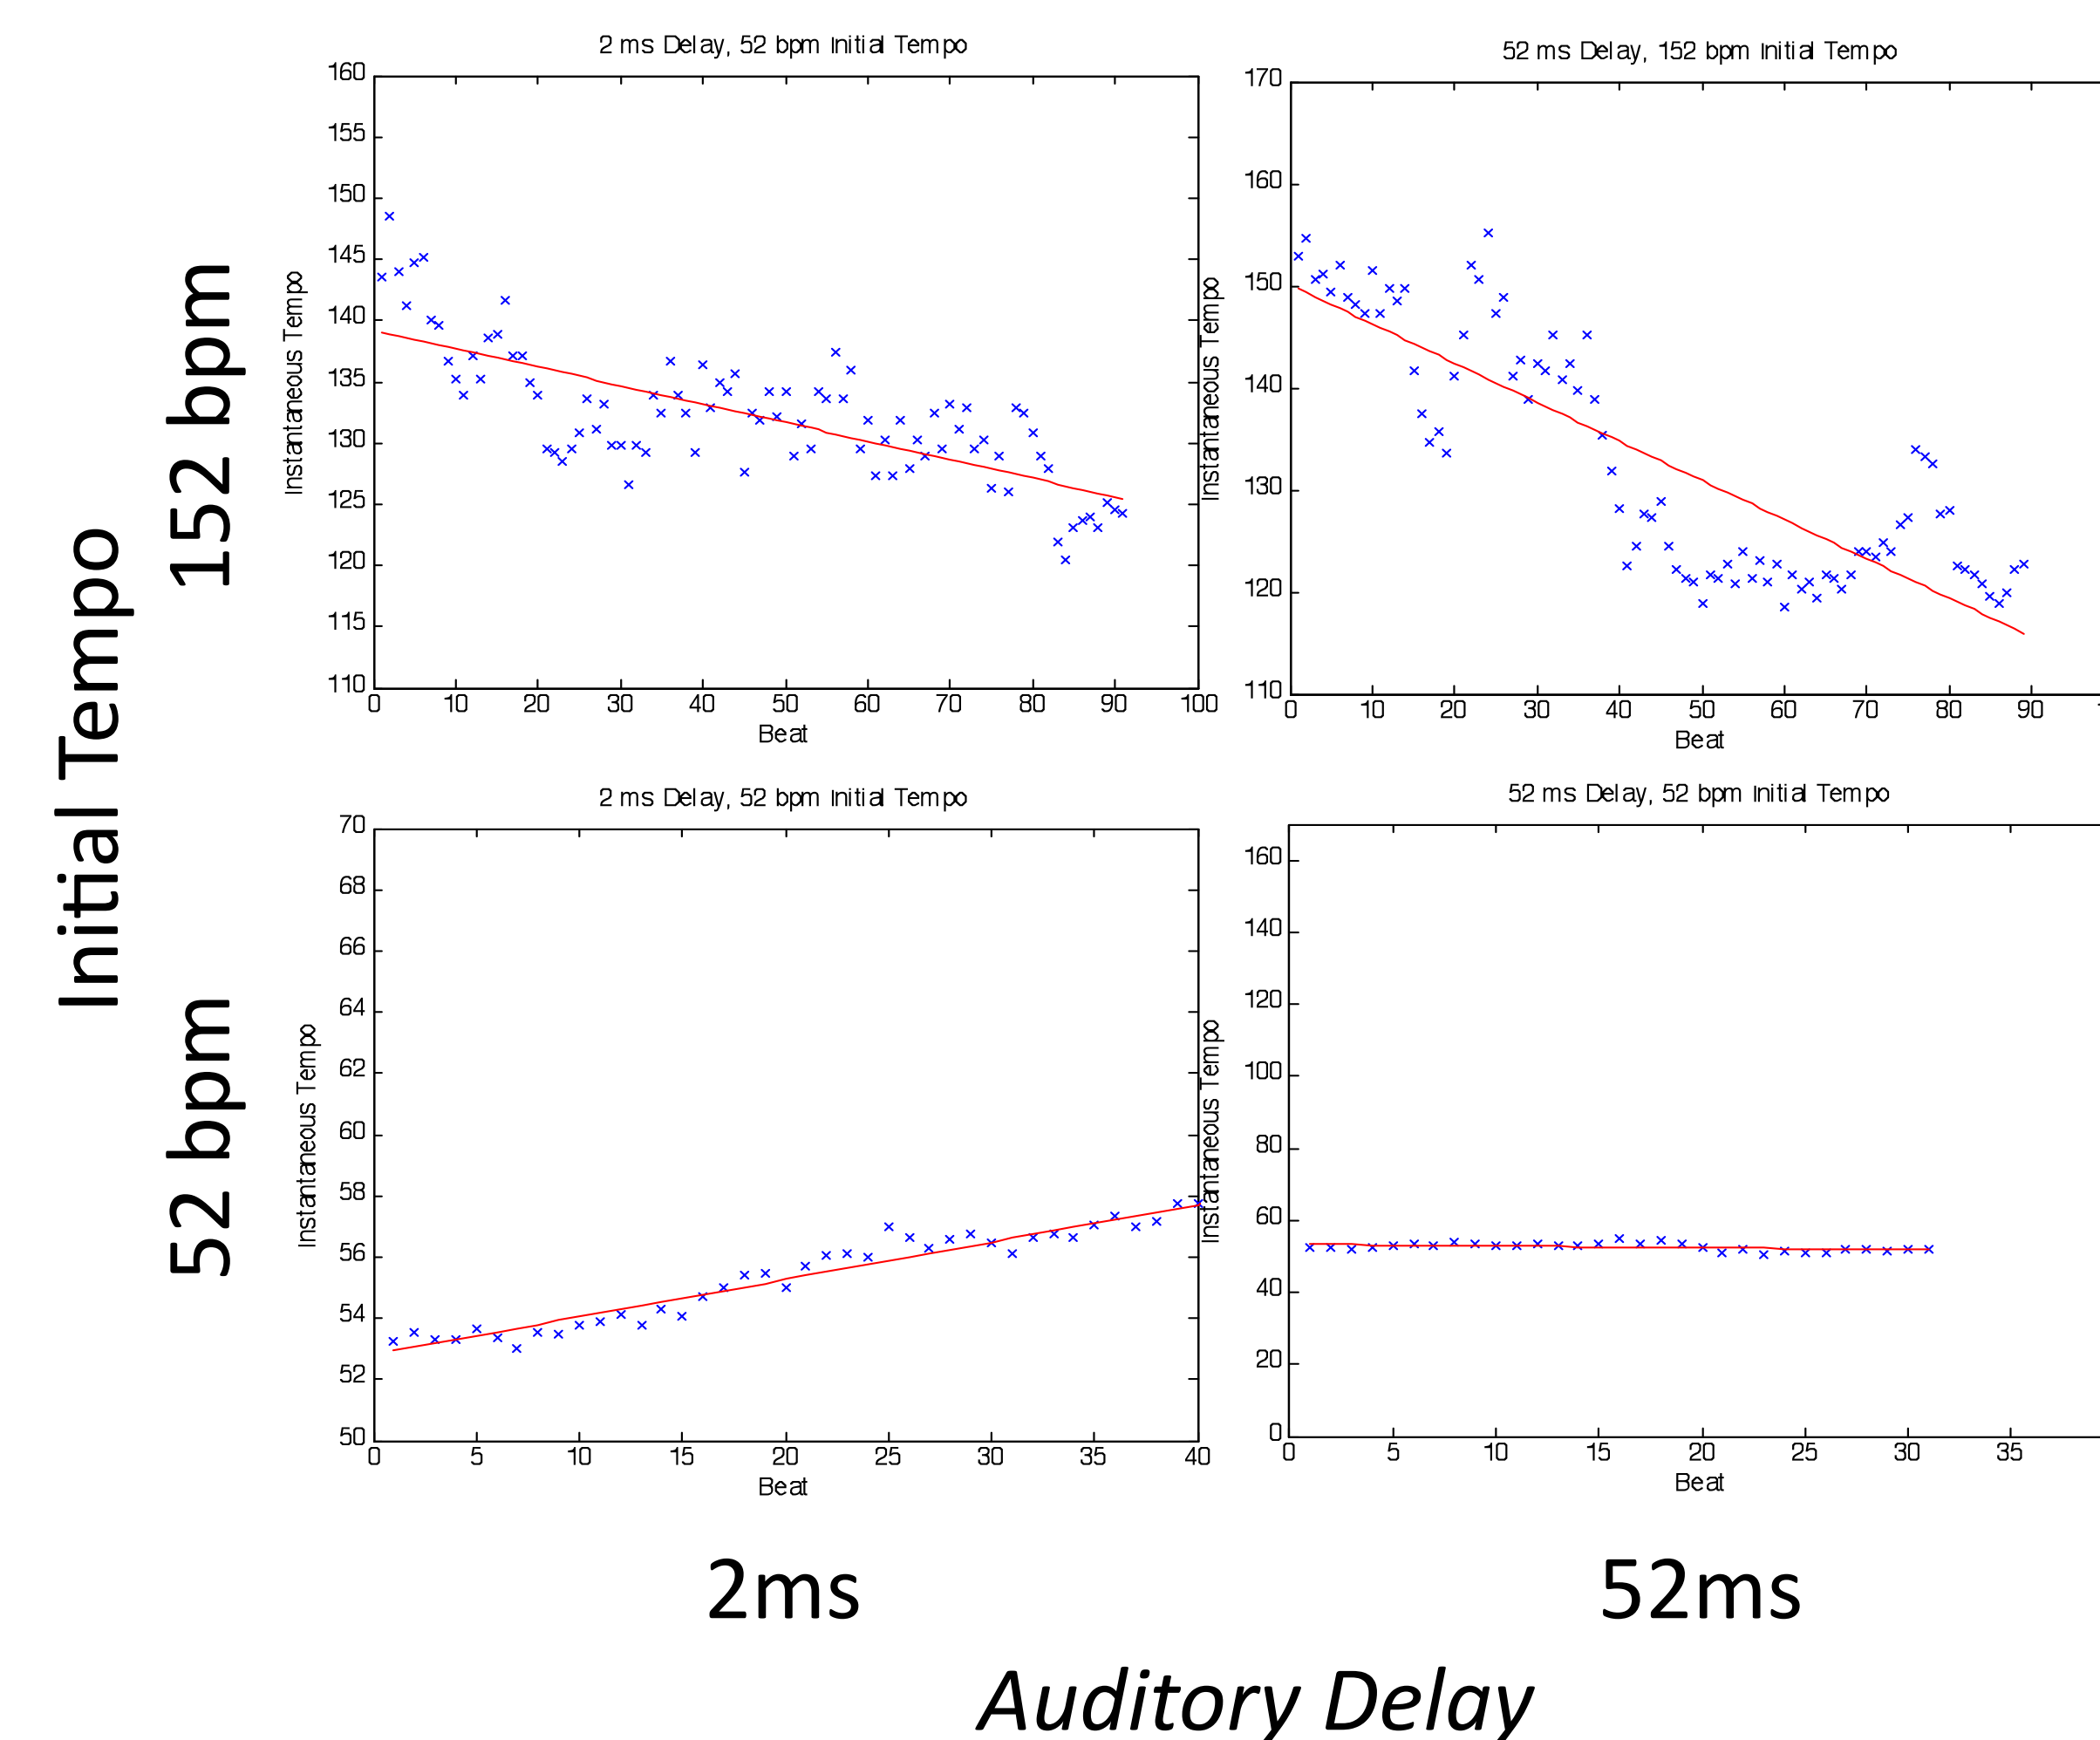 Initial Tempo
152 bpm
52 bpm
2 ms Delay, 52 bpm Initial Tempo
160
155
150
145
140
135
130
125
120
115
110
Instantaneous Tempo
0 10 20 30 40 50 60 70 80 90 100
Beat
52 ms Delay, 152 bpm Initial Tempo
170
160
150
140
130
120
110
Instantaneous Tempo
0 10 20 30 40 50 60 70 80 90
Beat
2 ms Delay, 52 bpm Initial Tempo
70
68
66
64
62
60
58
56
54
52
50
Instantaneous Tempo
0 5 10 15 20 25 30 35 40
Beat
52 ms Delay, 52 bpm Initial Tempo
160
140
120
100
80
60
40
20
0
Instantaneous Tempo
0 5 10 15 20 25 30 35
Beat
2ms
52ms
Auditory Delay